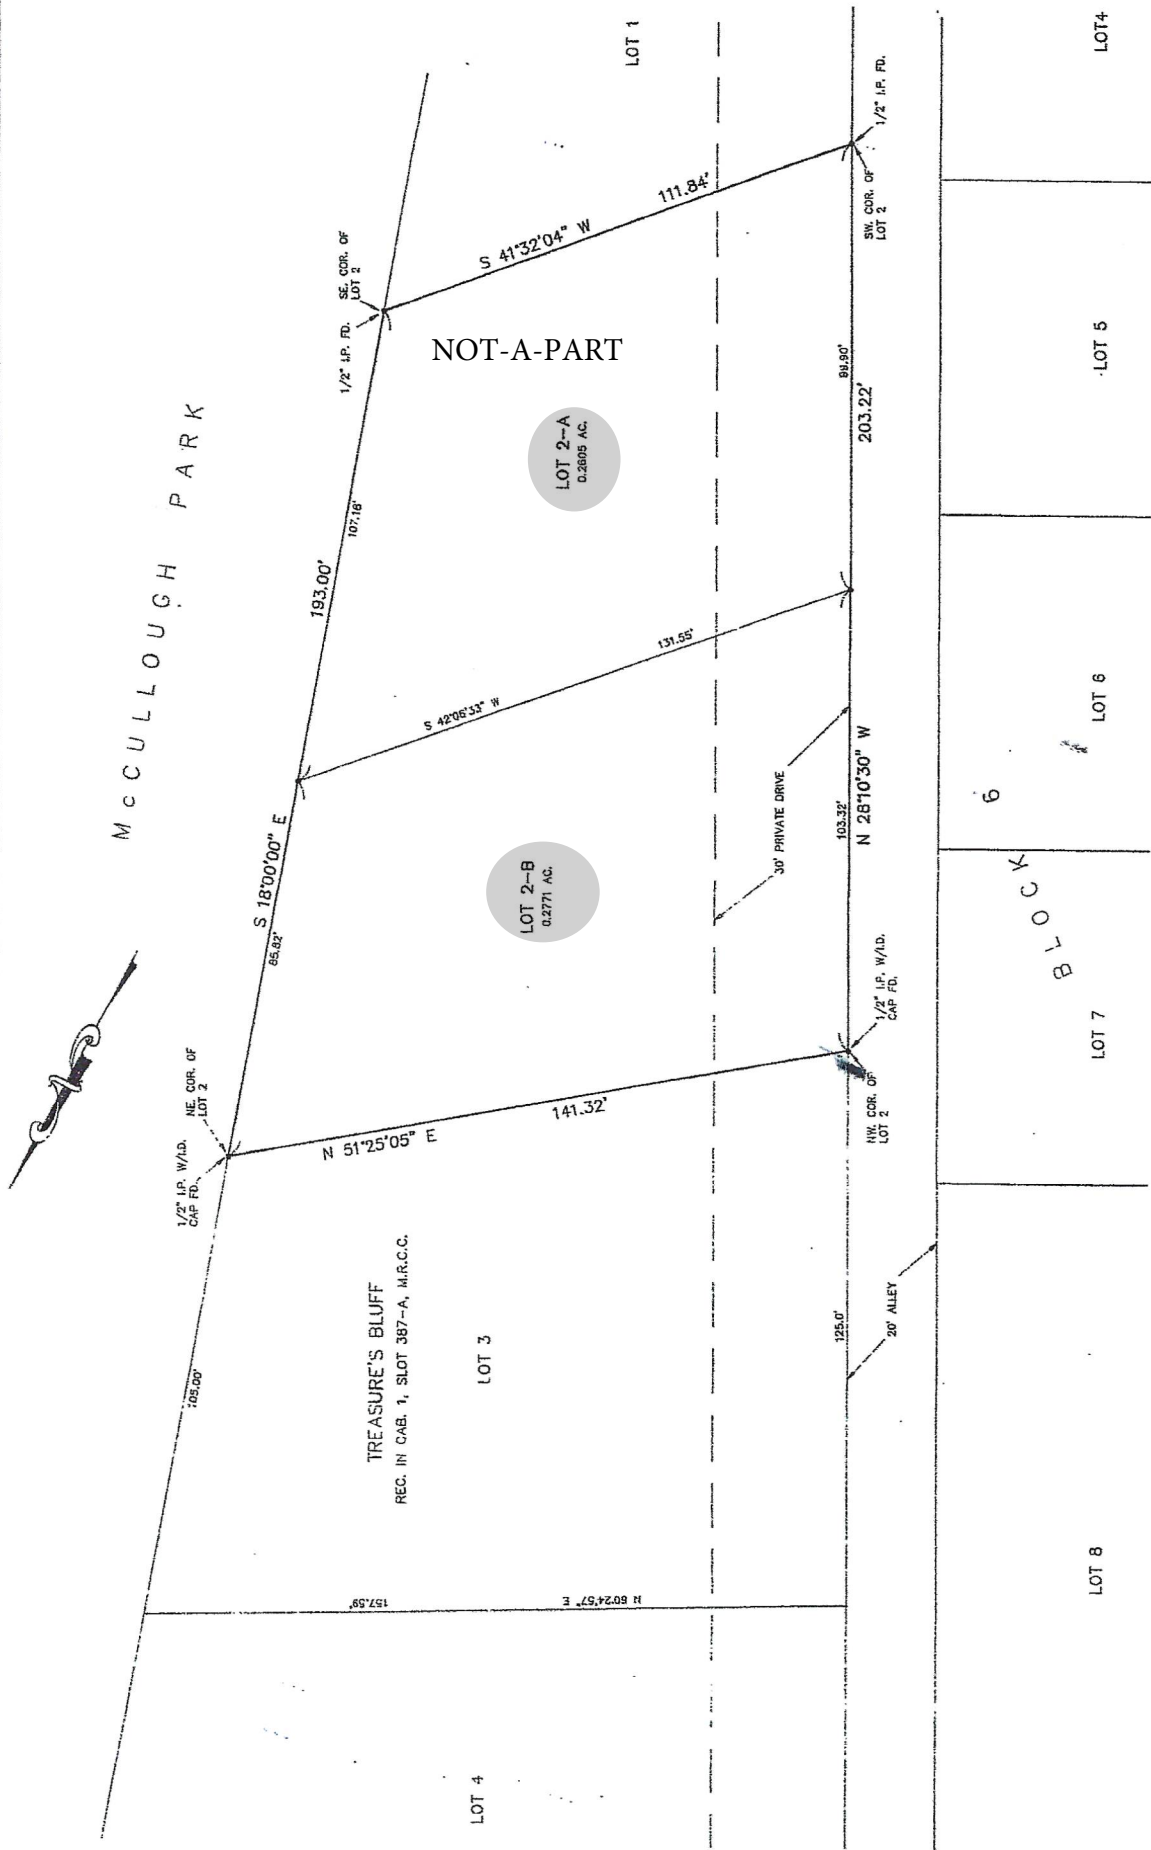 McCULLOUGH PARK
LOT 1
LOT4
1/2" I.P. FD.
SW. COR. OF
LOT 2
111.84'
S 41°32'04" W
SE. COR. OF
LOT 2
1/2" I.P. FD.
NOT-A-PART
LOT 2-A
0.2605 AC.
99.90'
203.22'
LOT 5
107.18'
193.00'
131.55'
S 42°06'33" W
LOT 6
S 18°00'00" E
85.82'
LOT 2-B
0.2771 AC.
30' PRIVATE DRIVE
103.32'
N 28°10'30" W
BLOCK 6
1/2" I.P. W/I.D.
CAP FD.
NW. COR. OF
LOT 2
LOT 7
NE. COR. OF
LOT 2
1/2" I.P. W/I.D.
CAP FD.
141.32'
N 51°25'05" E
TREASURE'S BLUFF
REC. IN CAB. 1, SLOT 387-A, M.R.C.C.
LOT 3
105.00'
125.0'
20' ALLEY
157.59'
N 60°24'57" E
LOT 8
LOT 4